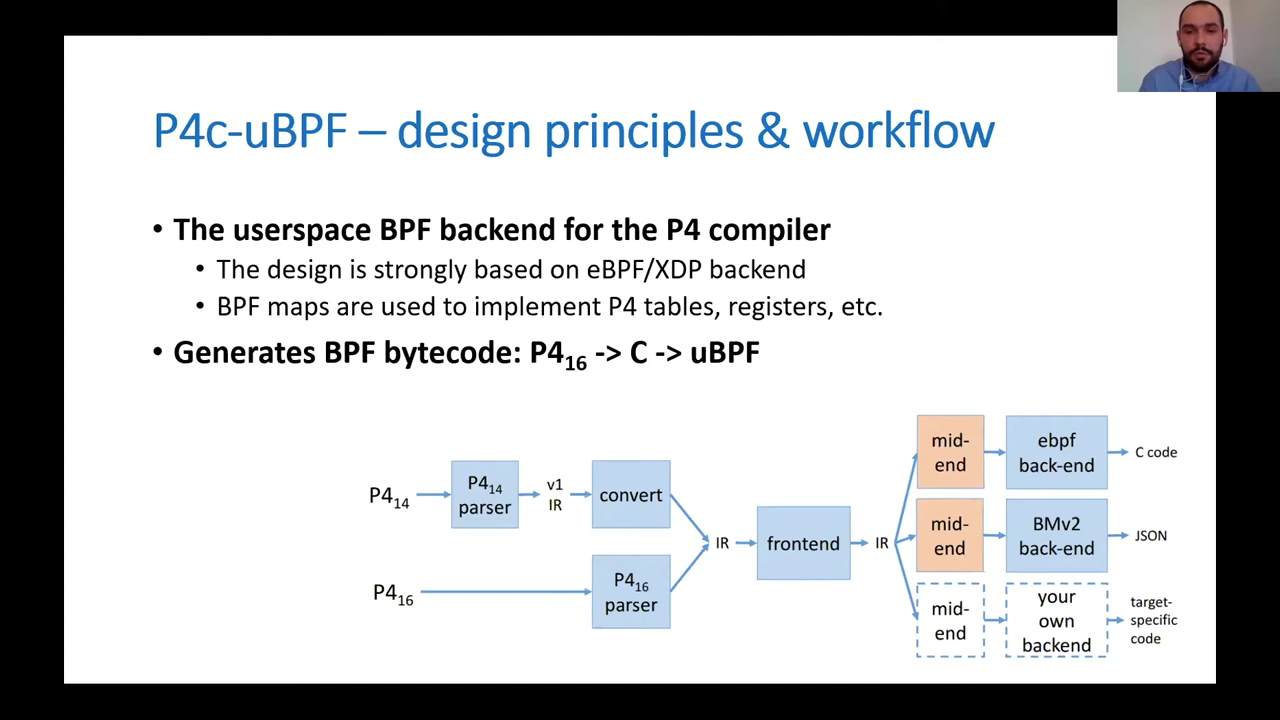 P4c-uBPF – design principles & workflow
• The userspace BPF backend for the P4 compiler
• The design is strongly based on eBPF/XDP backend
• BPF maps are used to implement P4 tables, registers, etc.
• Generates BPF bytecode: P4₁₆ -> C -> uBPF
P4₁₄
P4₁₄
parser
v1
IR
convert
P4₁₆
P4₁₆
parser
IR
frontend
IR
mid-
end
ebpf
back-end
C code
mid-
end
BMv2
back-end
JSON
mid-
end
your
own
backend
target-
specific
code